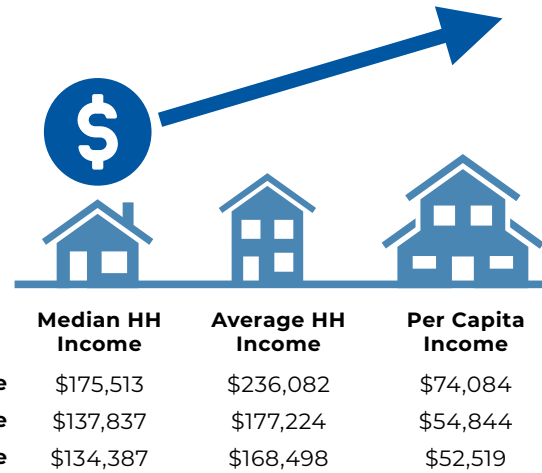 $
Median HH Average HH Per Capita
Income Income Income
$175,513 $236,082 $74,084
$137,837 $177,224 $54,844
$134,387 $168,498 $52,519